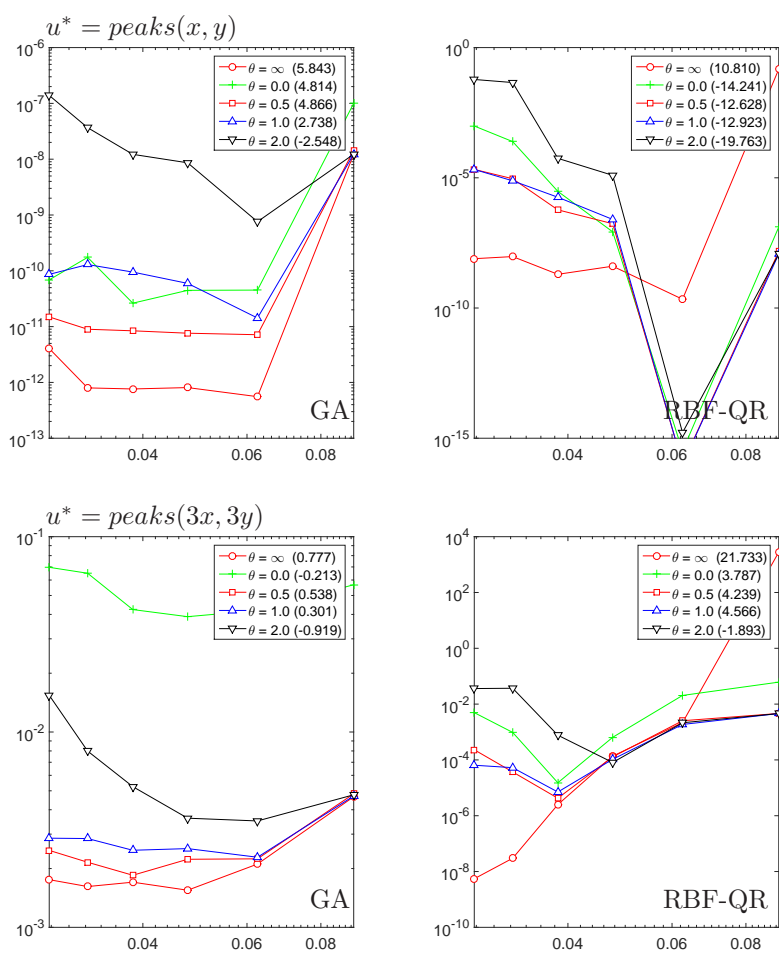 u* = peaks(x, y)
10^-6
10^-7
10^-8
10^-9
10^-10
10^-11
10^-12
10^-13
θ = ∞ (5.843)
θ = 0.0 (4.814)
θ = 0.5 (4.866)
θ = 1.0 (2.738)
θ = 2.0 (-2.548)
GA
0.04 0.06 0.08
10^0
10^-5
10^-10
10^-15
θ = ∞ (10.810)
θ = 0.0 (-14.241)
θ = 0.5 (-12.628)
θ = 1.0 (-12.923)
θ = 2.0 (-19.763)
RBF-QR
0.04 0.06 0.08
u* = peaks(3x, 3y)
10^-1
10^-2
10^-3
θ = ∞ (0.777)
θ = 0.0 (-0.213)
θ = 0.5 (0.538)
θ = 1.0 (0.301)
θ = 2.0 (-0.919)
GA
0.04 0.06 0.08
10^4
10^2
10^0
10^-2
10^-4
10^-6
10^-8
10^-10
θ = ∞ (21.733)
θ = 0.0 (3.787)
θ = 0.5 (4.239)
θ = 1.0 (4.566)
θ = 2.0 (-1.893)
RBF-QR
0.04 0.06 0.08